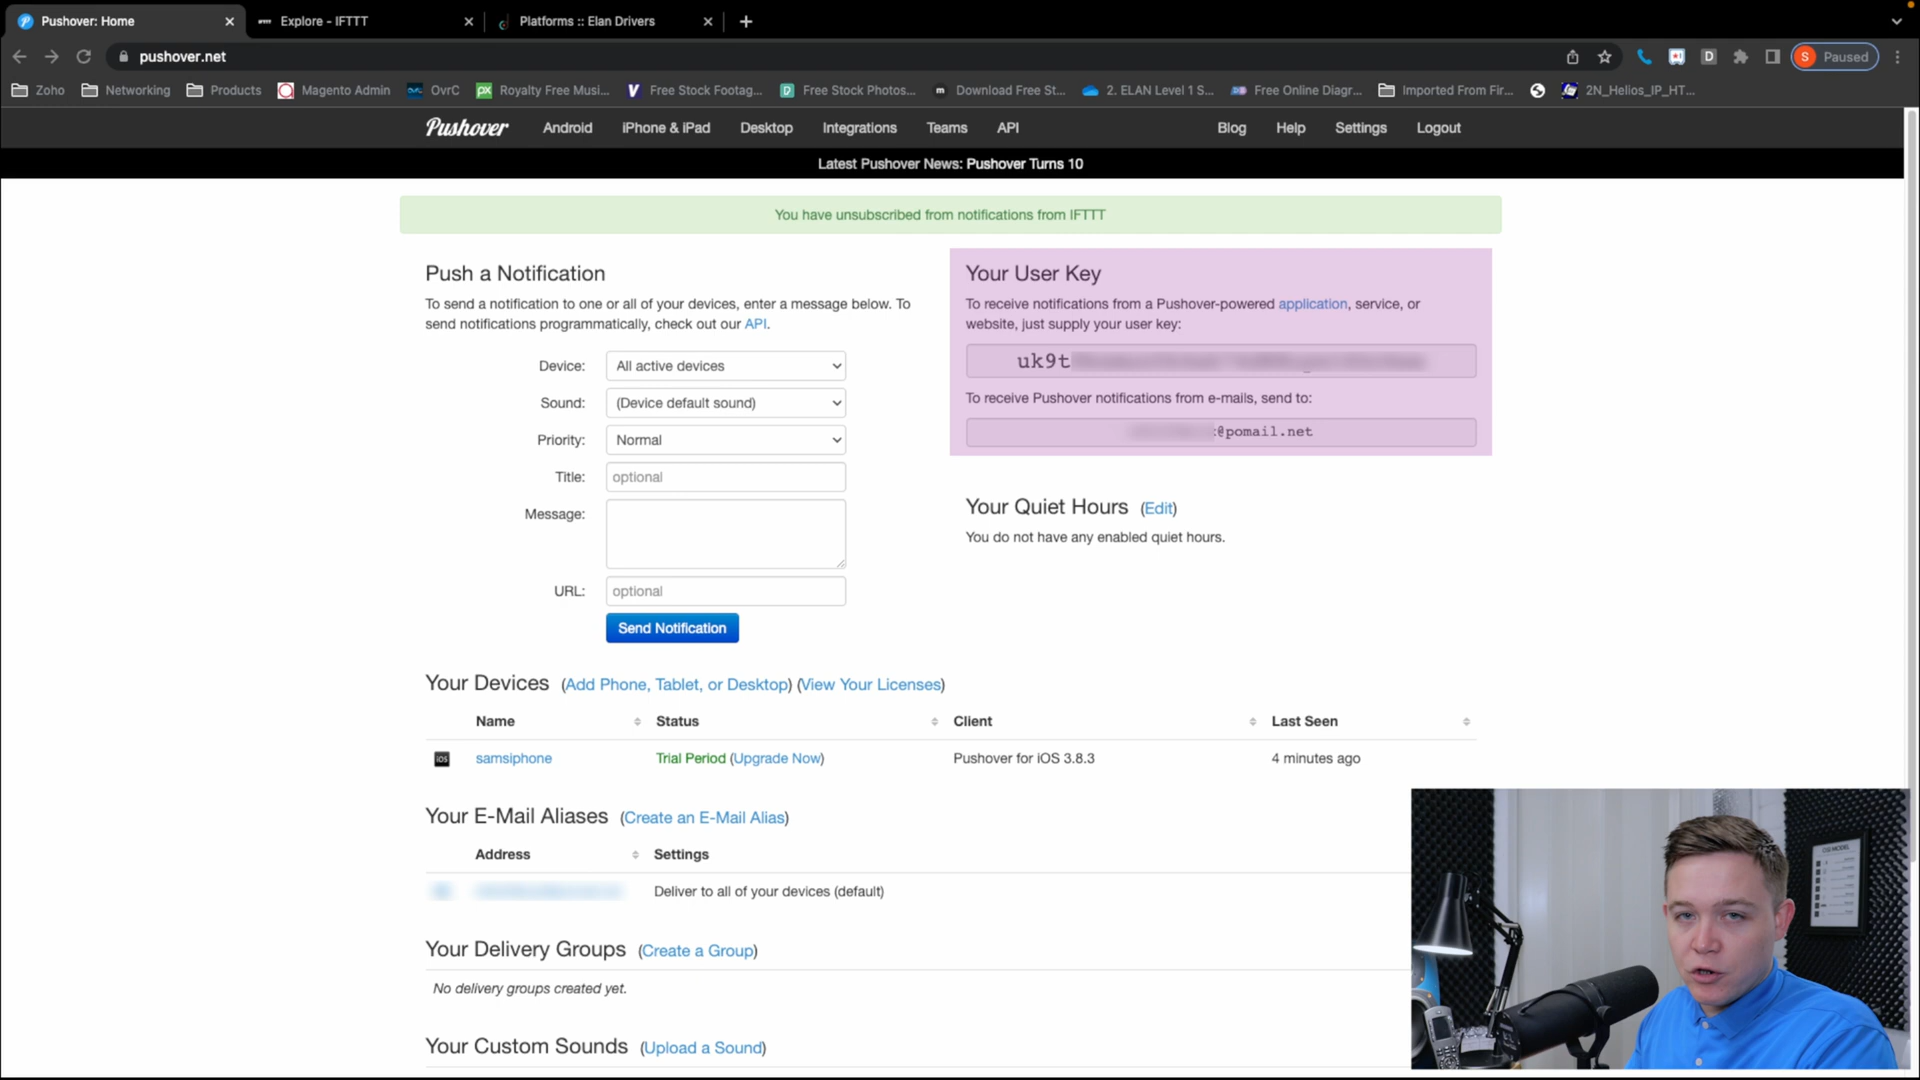 Pushover: Home
Explore - IFTTT
Platforms :: Elan Drivers
pushover.net
S Paused
Zoho
Networking
Products
Magento Admin
OvrC
Royalty Free Musi...
Free Stock Footag...
Free Stock Photos...
Download Free St...
2. ELAN Level 1 S...
Free Online Diagr...
Imported From Fir...
2N_Helios_IP_HT...
Pushover
Android
iPhone & iPad
Desktop
Integrations
Teams
API
Blog
Help
Settings
Logout
Latest Pushover News: Pushover Turns 10
You have unsubscribed from notifications from IFTTT
Push a Notification
To send a notification to one or all of your devices, enter a message below. To
send notifications programmatically, check out our API.
Device: All active devices
Sound: (Device default sound)
Priority: Normal
Title: optional
Message:
URL: optional
Send Notification
Your User Key
To receive notifications from a Pushover-powered application, service, or
website, just supply your user key:
uk9t
To receive Pushover notifications from e-mails, send to:
@pomail.net
Your Quiet Hours (Edit)
You do not have any enabled quiet hours.
Your Devices (Add Phone, Tablet, or Desktop) (View Your Licenses)
Name Status Client Last Seen
iOS samsiphone Trial Period (Upgrade Now) Pushover for iOS 3.8.3 4 minutes ago
Your E-Mail Aliases (Create an E-Mail Alias)
Address Settings
Deliver to all of your devices (default)
Your Delivery Groups (Create a Group)
No delivery groups created yet.
Your Custom Sounds (Upload a Sound)